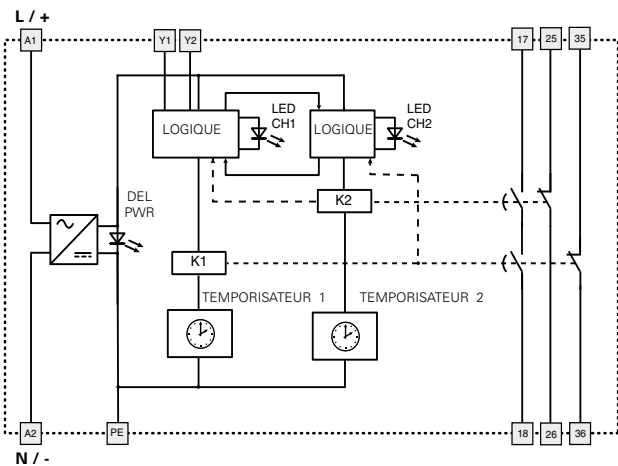 L / +
A1
Y1
Y2
17
25
35
LOGIQUE
LED
CH1
LOGIQUE
LED
CH2
DEL
PWR
K2
K1
TEMPORISATEUR 1
TEMPORISATEUR 2
A2
PE
18
26
36
N / -